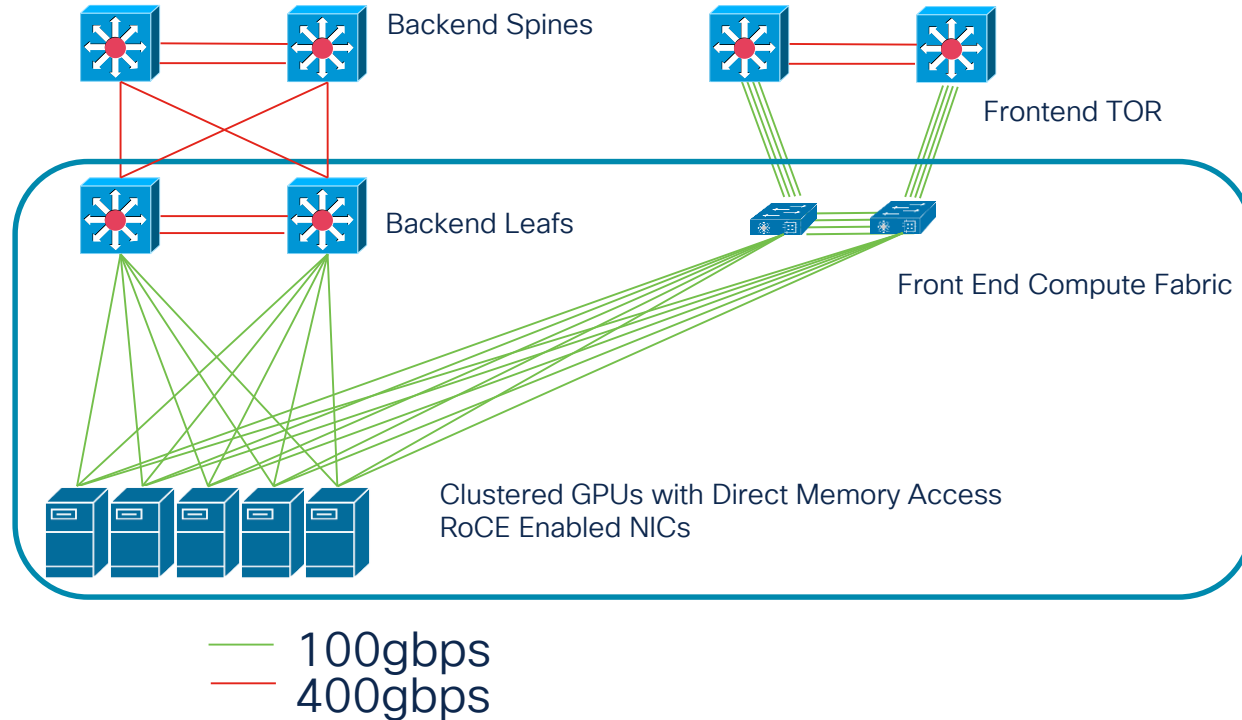 Backend Spines
Frontend TOR
Backend Leafs
Front End Compute Fabric
Clustered GPUs with Direct Memory Access
RoCE Enabled NICs
100gbps
400gbps